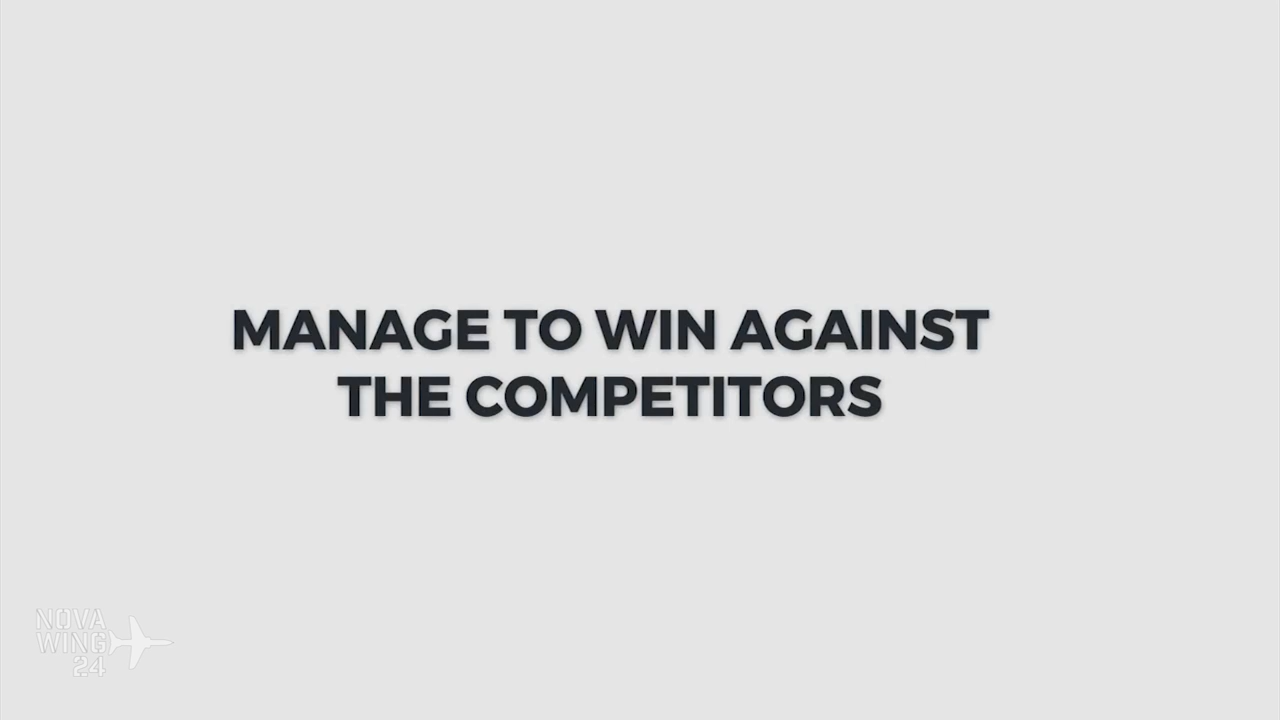 MANAGE TO WIN AGAINST
THE COMPETITORS
NOVA
WING
24